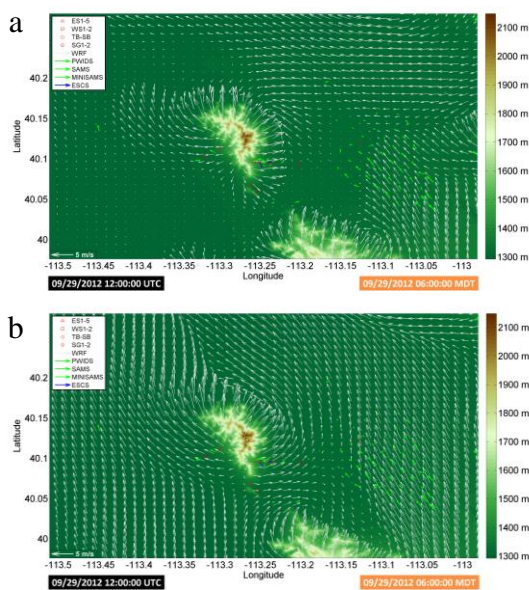 a
ES1-5
WS1-2
TB-SB
SG1-2
WRF
PWIDS
SAMS
MINISAMS
ESCS
40.2
40.15
40.1
40.05
40
Latitude
5 m/s
-113.5 -113.45 -113.4 -113.35 -113.3 -113.25 -113.2 -113.15 -113.1 -113.05 -113.00
Longitude
09/29/2012 12:00:00 UTC
09/29/2012 06:00:00 MDT
2100 m
2000 m
1900 m
1800 m
1700 m
1600 m
1500 m
1400 m
1300 m
b
ES1-5
WS1-2
TB-SB
SG1-2
WRF
PWIDS
SAMS
MINISAMS
ESCS
40.2
40.15
40.1
40.05
40
Latitude
5 m/s
-113.5 -113.45 -113.4 -113.35 -113.3 -113.25 -113.2 -113.15 -113.1 -113.05 -113.00
Longitude
09/29/2012 12:00:00 UTC
09/29/2012 06:00:00 MDT
2100 m
2000 m
1900 m
1800 m
1700 m
1600 m
1500 m
1400 m
1300 m